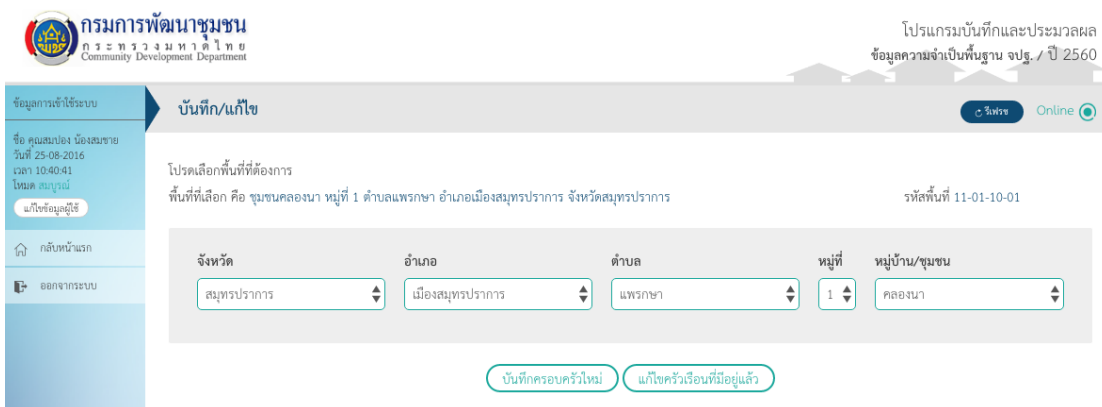 กรมการพัฒนาชุมชน
กระทรวงมหาดไทย
Community Development Department
โปรแกรมบันทึกและประมวลผล
ข้อมูลความจำเป็นพื้นฐาน จปฐ. / ปี 2560
ข้อมูลการเข้าใช้ระบบ
ชื่อ คุณสมปอง น้องสมชาย
วันที่ 25-08-2016
เวลา 10:40:41
โหมด สมบูรณ์
แก้ไขข้อมูลผู้ใช้
กลับหน้าแรก
ออกจากระบบ
บันทึก/แก้ไข
รีเฟรช
Online
โปรดเลือกพื้นที่ที่ต้องการ
พื้นที่ที่เลือก คือ ชุมชนคลองนา หมู่ที่ 1 ตำบลแพรกษา อำเภอเมืองสมุทรปราการ จังหวัดสมุทรปราการ รหัสพื้นที่ 11-01-10-01
จังหวัด อำเภอ ตำบล หมู่ที่ หมู่บ้าน/ชุมชน
สมุทรปราการ เมืองสมุทรปราการ แพรกษา 1 คลองนา
บันทึกครอบครัวใหม่ แก้ไขครัวเรือนที่มีอยู่แล้ว